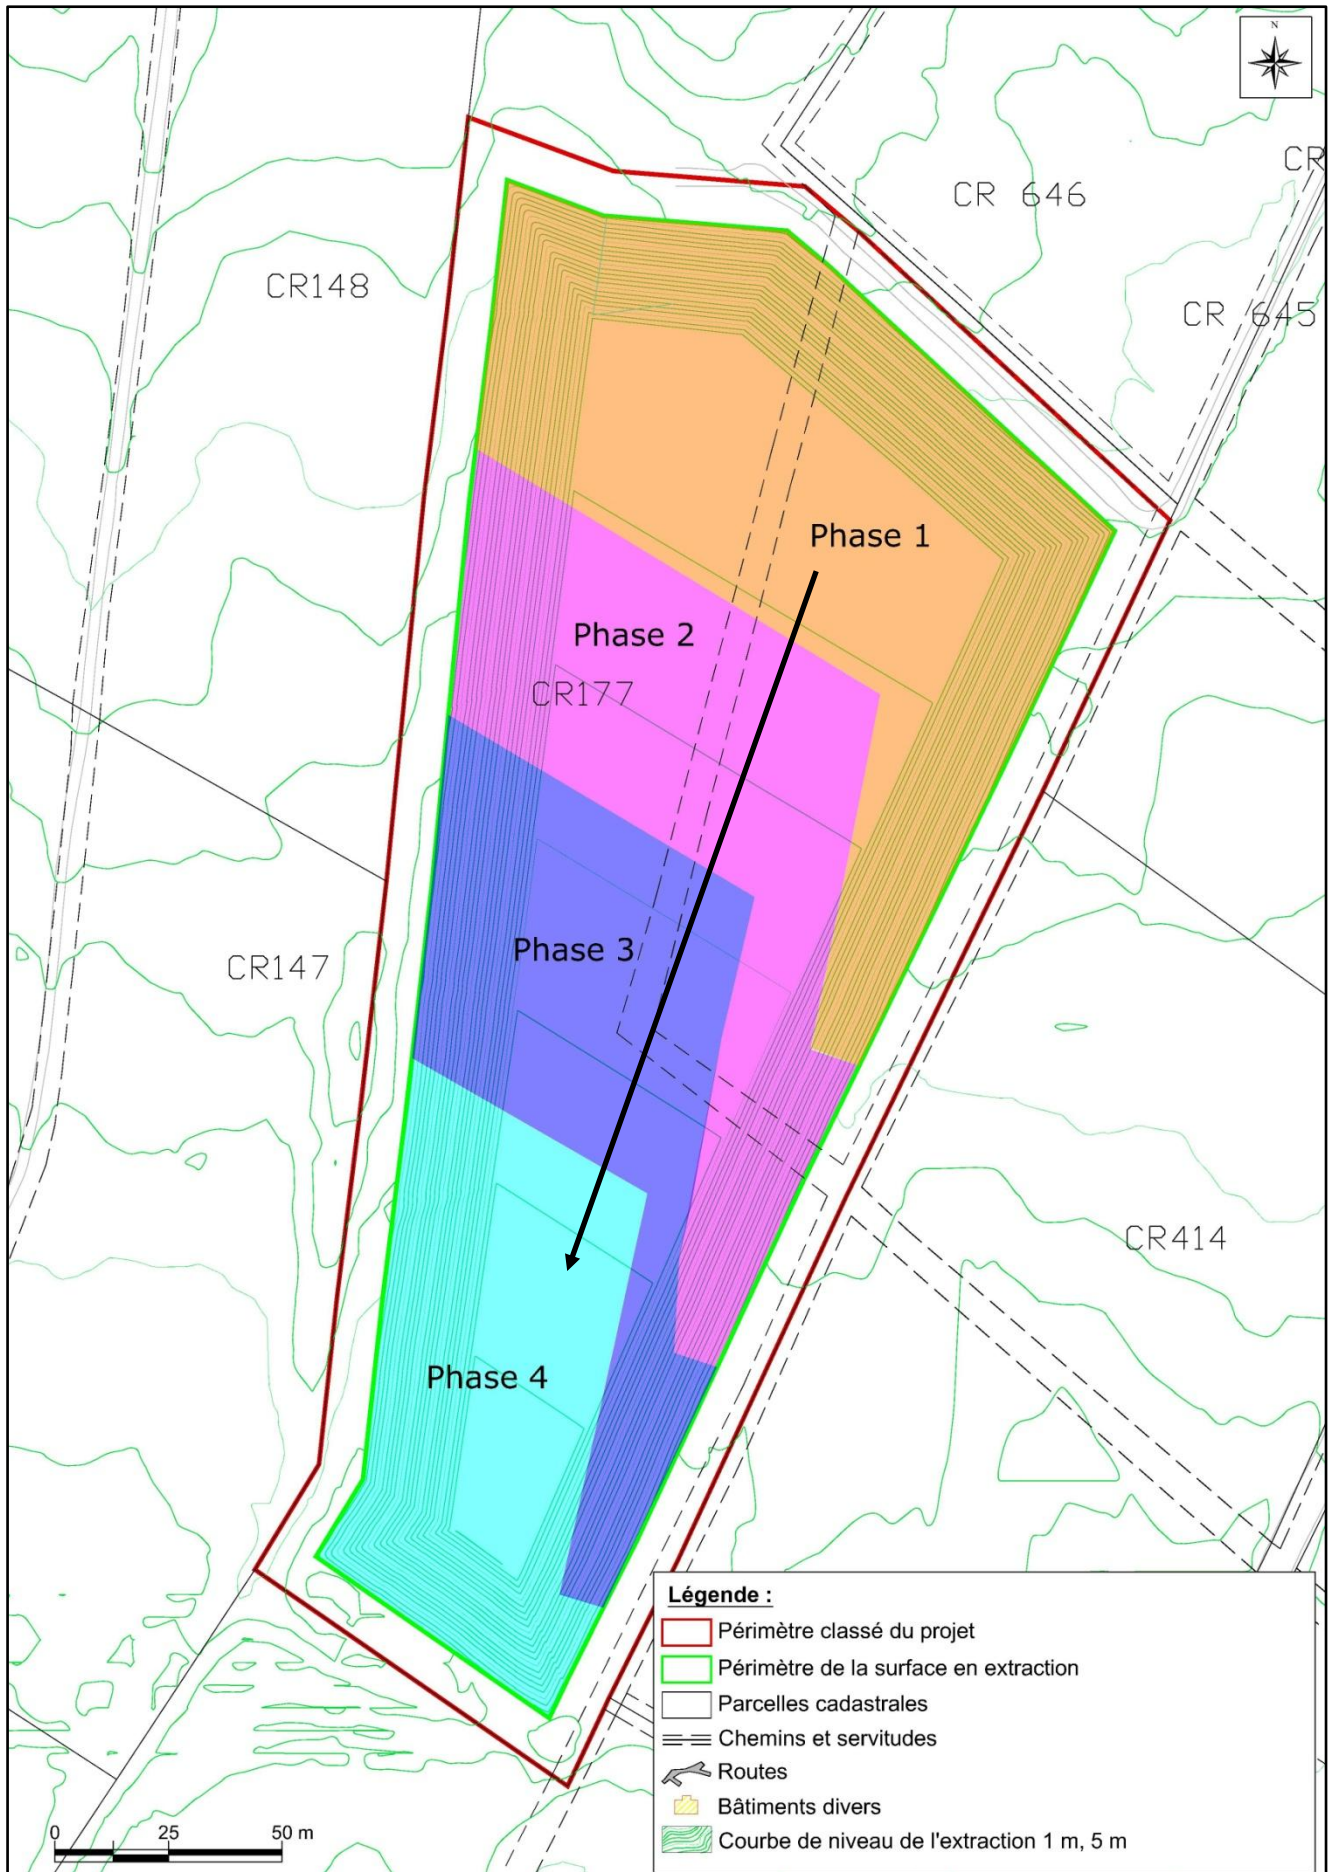 N
CR
CR 646
CR148
CR 645
Phase 1
Phase 2
CR177
Phase 3
CR147
CR414
Phase 4
Légende :
Périmètre classé du projet
Périmètre de la surface en extraction
Parcelles cadastrales
Chemins et servitudes
Routes
Bâtiments divers
Courbe de niveau de l'extraction 1 m, 5 m
0 25 50 m